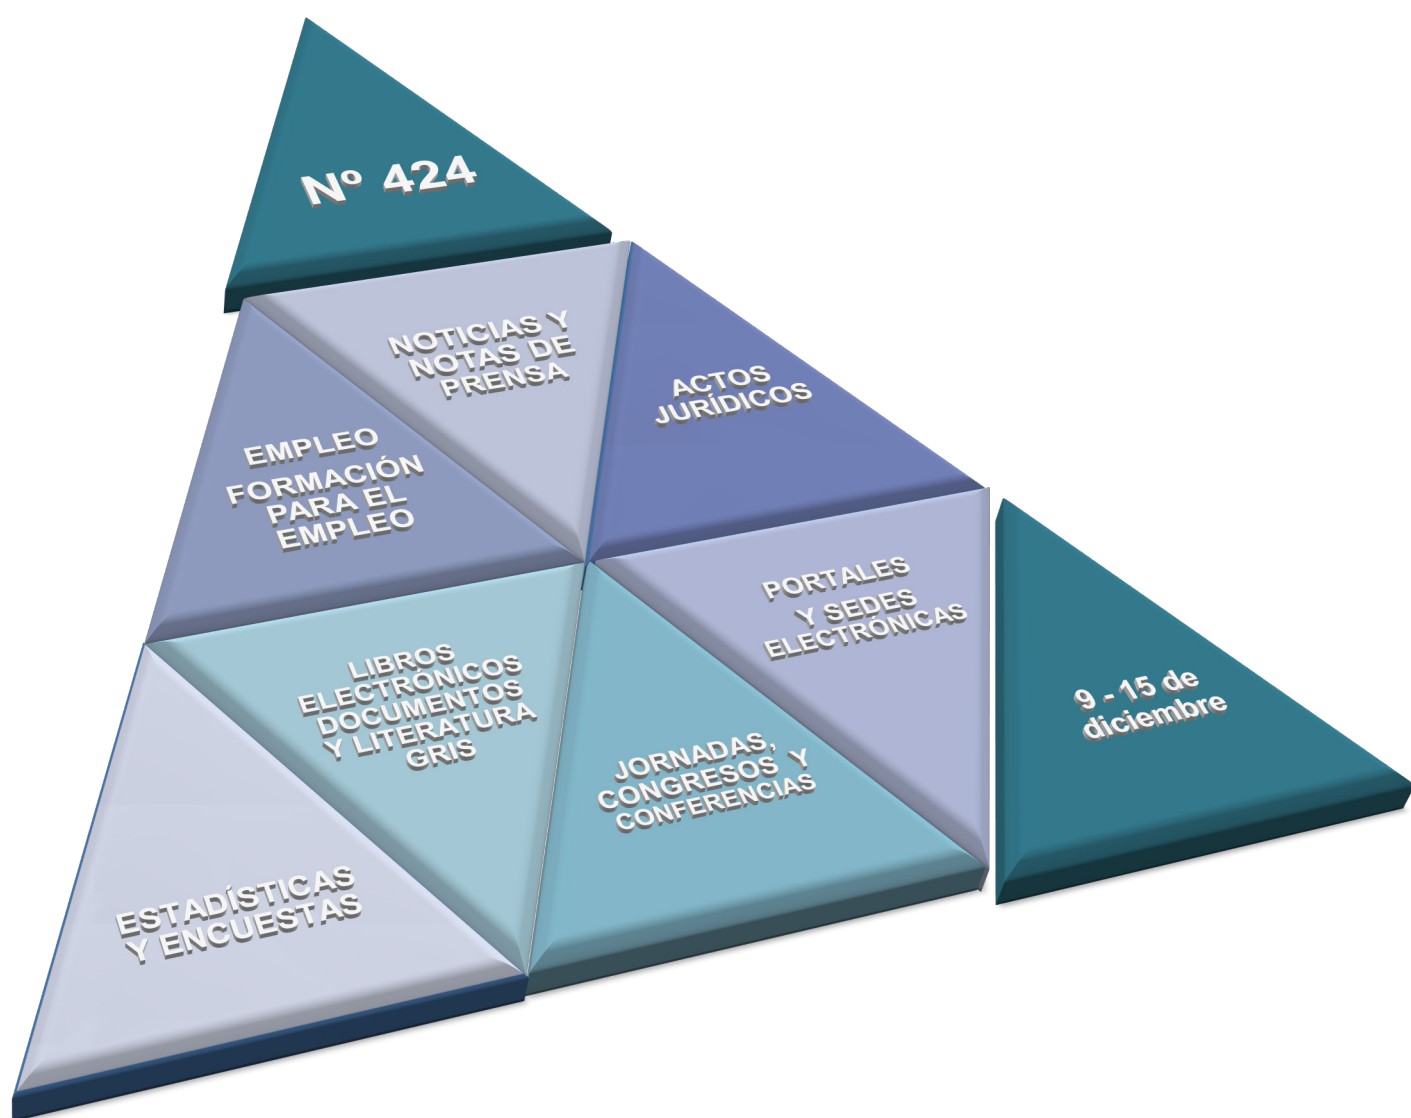 Nº 424
NOTICIAS Y
NOTAS DE
PRENSA
ACTOS
JURÍDICOS
EMPLEO
FORMACIÓN
PARA EL
EMPLEO
PORTALES
Y SEDES
ELECTRÓNICAS
LIBROS
ELECTRÓNICOS
DOCUMENTOS
Y LITERATURA
GRIS
JORNADAS,
CONGRESOS Y
CONFERENCIAS
9 - 15 de
diciembre
ESTADÍSTICAS
Y ENCUESTAS